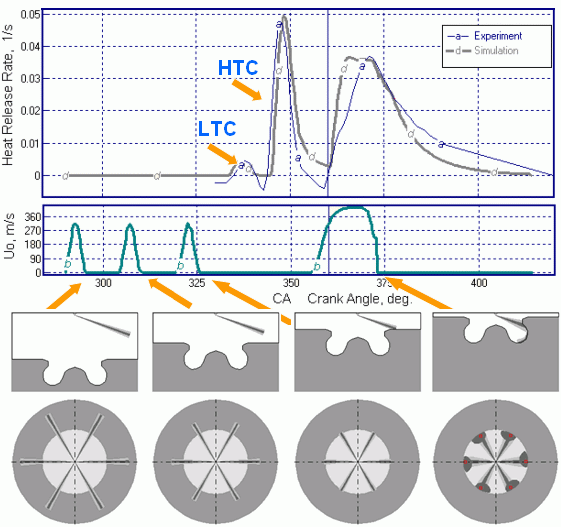 Heat Release Rate, 1/s
0.05
0.04
0.03
0.02
0.01
0
HTC
LTC
a Experiment
d Simulation
a
a
a
a
a
d
d
d
d
d
d
d
Uo, m/s
360
270
180
90
0
b
b
b
b
300
325
355
375
400
CA Crank Angle, deg.